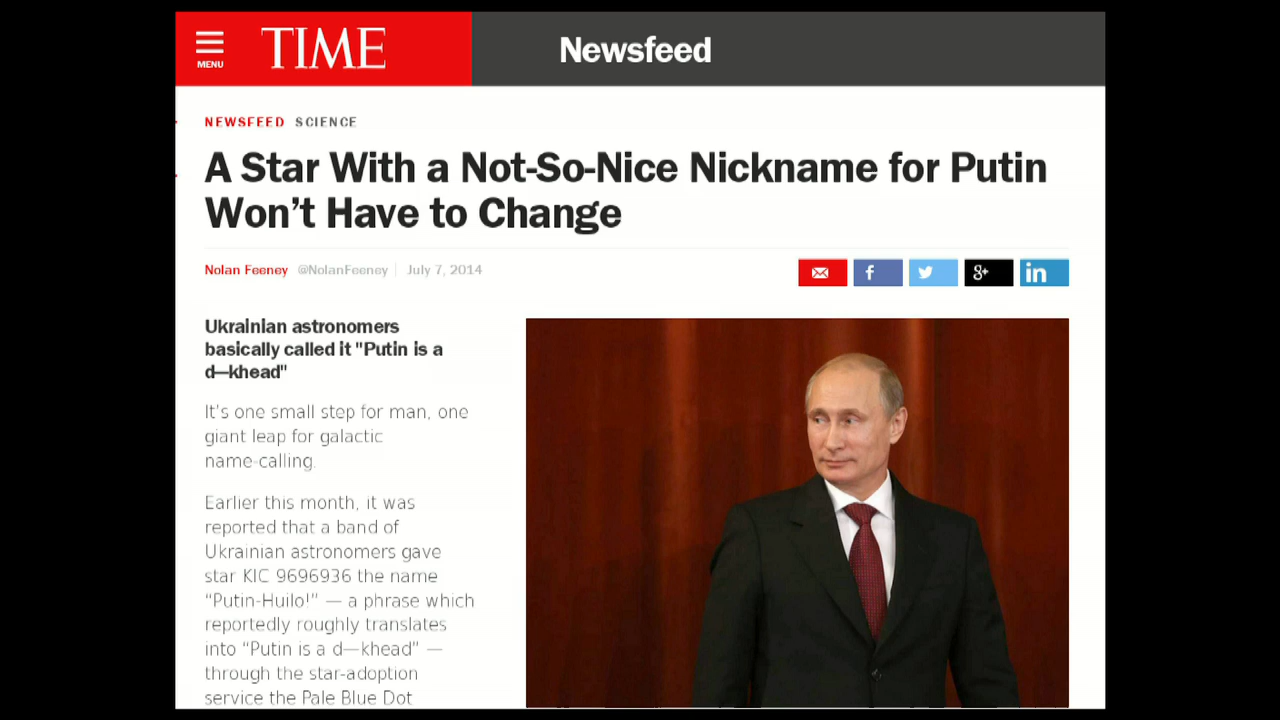 MENU
TIME
Newsfeed
NEWSFEED SCIENCE
A Star With a Not-So-Nice Nickname for Putin
Won't Have to Change
Nolan Feeney @NolanFeeney July 7, 2014
f
8+
in
Ukrainian astronomers
basically called it "Putin is a
d—khead"
It's one small step for man, one
giant leap for galactic
name-calling.
Earlier this month, it was
reported that a band of
Ukrainian astronomers gave
star KIC 9696936 the name
“Putin-Huilo!” — a phrase which
reportedly roughly translates
into “Putin is a d—khead” —
through the star-adoption
service the Pale Blue Dot